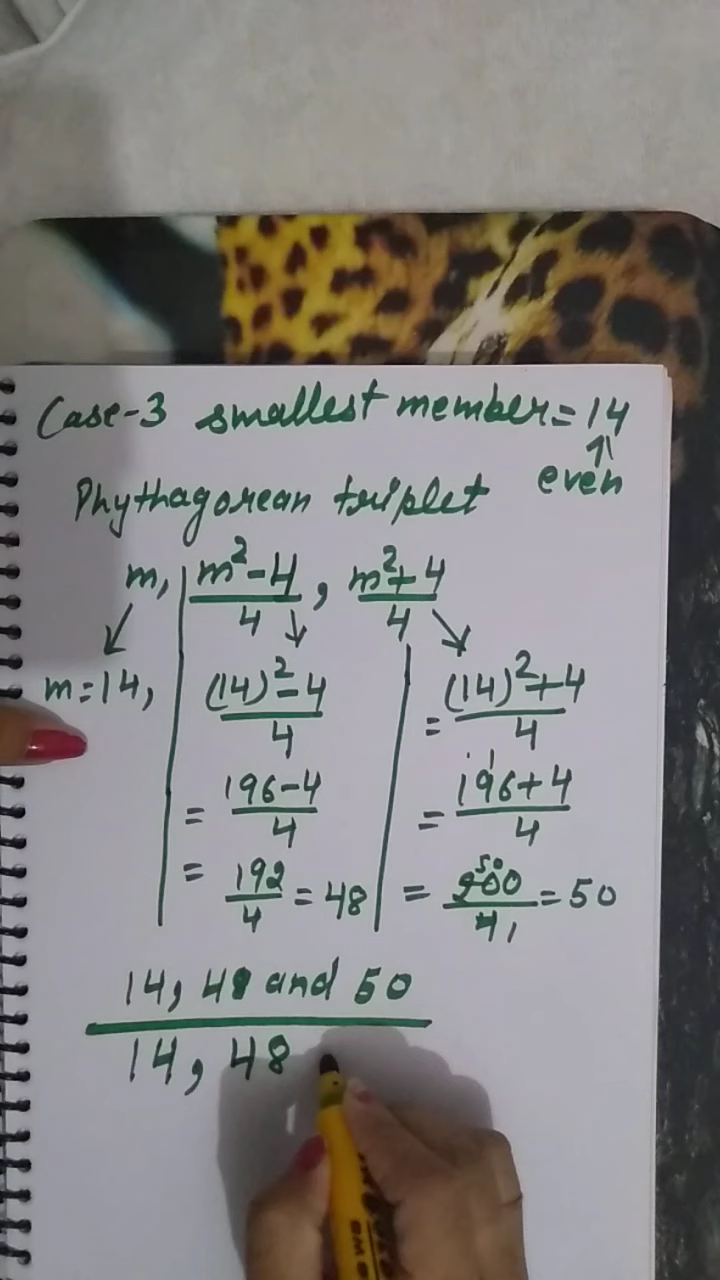 Case-3 smallest member = 14
↑
even
Phythagorean triplet
m, | m²-4/4 , m²+4/4
m=14, | (14)²-4/4 | = (14)²+4/4
= 196-4/4 | = 196+4/4
= 192/4 = 48 | = 200/4 = 50
14, 48 and 50
14, 48